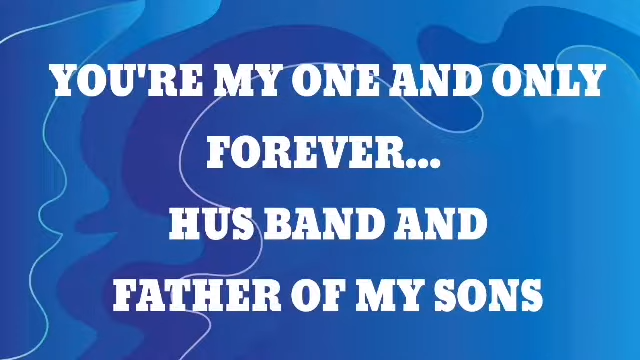 YOU'RE MY ONE AND ONLY
FOREVER...
HUS BAND AND
FATHER OF MY SONS